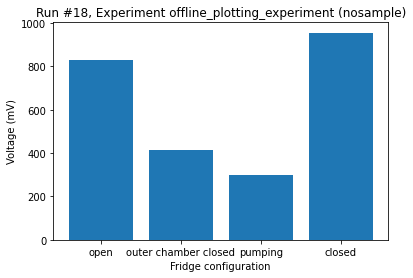 Run #18, Experiment offline_plotting_experiment (nosample)
1000
800
600
400
200
0
Voltage (mV)
open outer chamber closed pumping closed
Fridge configuration